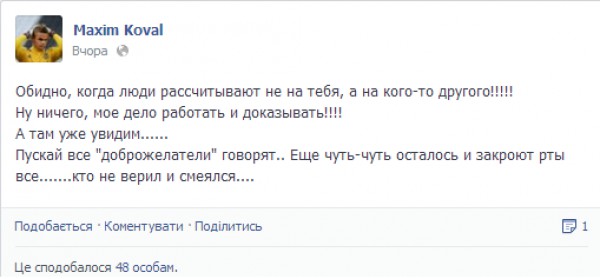 Maxim Koval
Вчора
Обидно, когда люди рассчитывают не на тебя, а на кого-то другого!!!!!
Ну ничего, мое дело работать и доказывать!!!!
А там уже увидим......
Пускай все "доброжелатели" говорят.. Еще чуть-чуть осталось и закроют рты
все.......кто не верил и смеялся....
Подобається · Коментувати · Поділитись 1
Це сподобалося 48 особам.